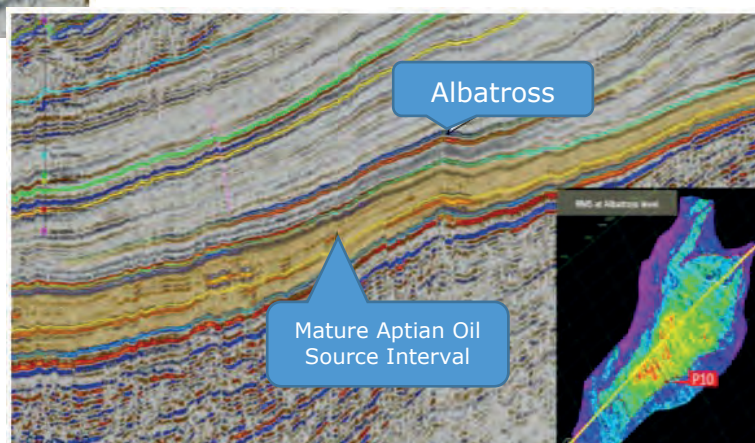 Albatross
Mature Aptian Oil
Source Interval
RMS at Albatross level
P10